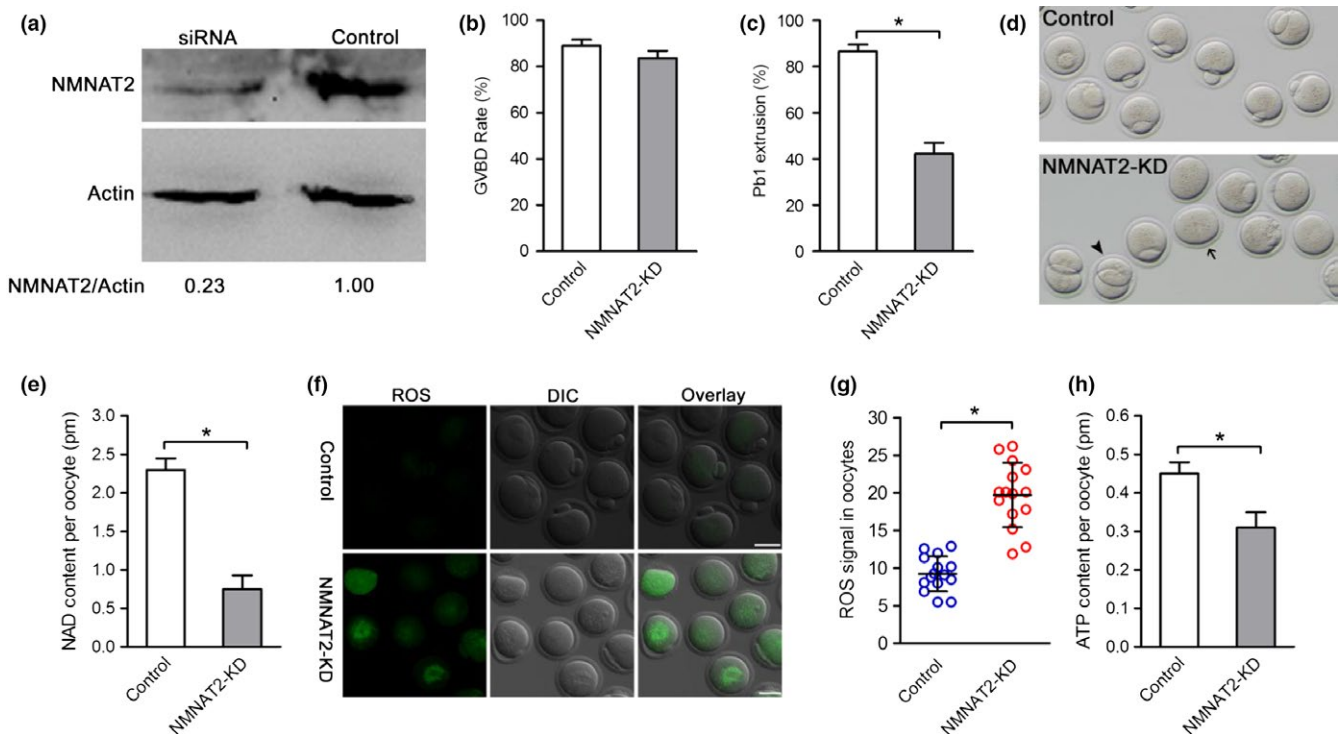 (a)
siRNA Control
NMNAT2
Actin
NMNAT2/Actin 0.23 1.00
(b)
GVBD Rate (%)
100
80
60
40
20
0
Control
NMNAT2-KD
(c)
Pb1 extrusion (%)
100
80
60
40
20
0
*
Control
NMNAT2-KD
(d)
Control
NMNAT2-KD
(e)
NAD content per oocyte (pm)
3.0
2.5
2.0
1.5
1.0
0.5
0.0
*
Control
NMNAT2-KD
(f)
ROS DIC Overlay
Control
NMNAT2-KD
(g)
ROS signal in oocytes
30
25
20
15
10
5
0
*
Control
NMNAT2-KD
(h)
ATP content per oocyte (pm)
0.6
0.5
0.4
0.3
0.2
0.1
0.0
*
Control
NMNAT2-KD